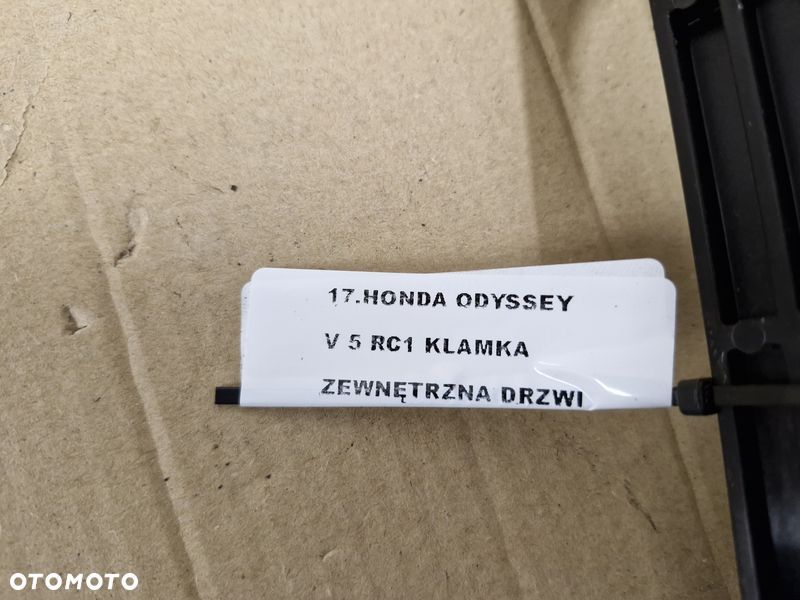 17.HONDA ODYSSEY
V 5 RC1 KLAMKA
ZEWNĘTRZNA DRZWI
OTOMOTO